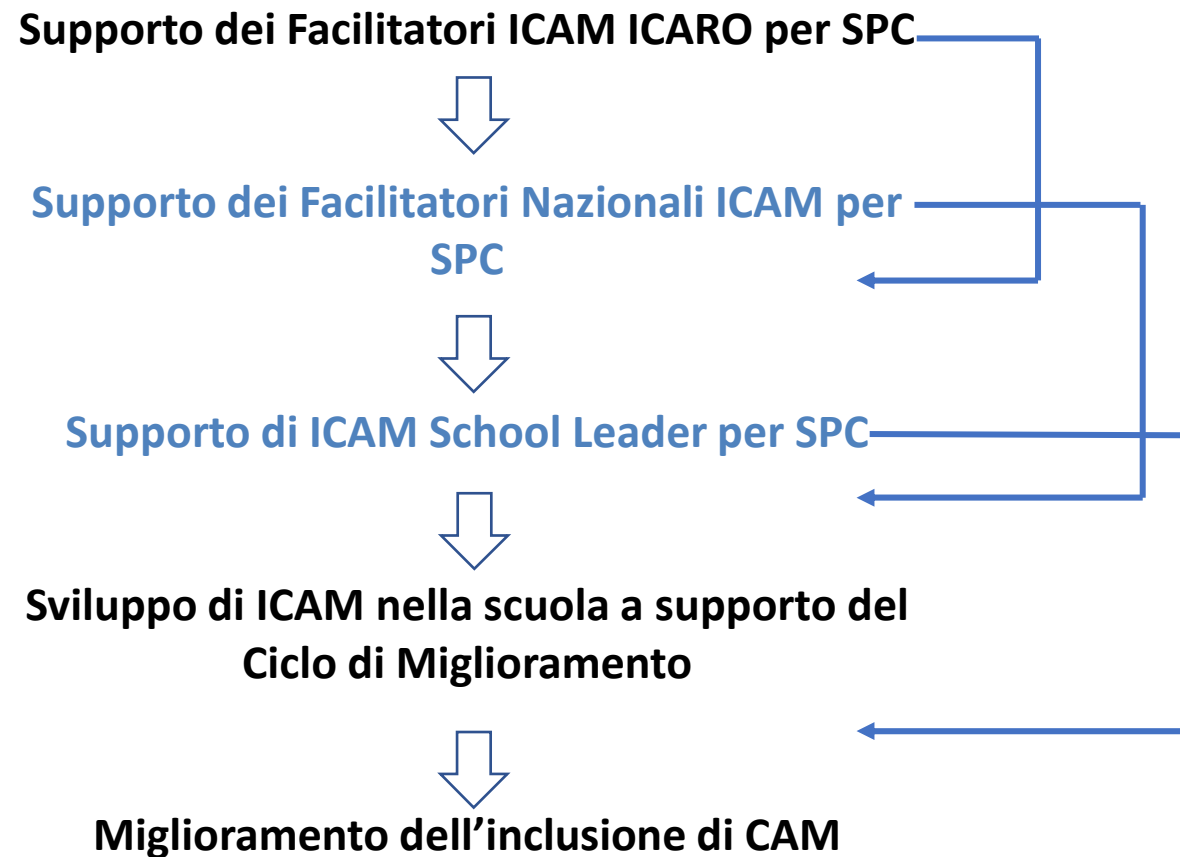 Supporto dei Facilitatori ICAM ICARO per SPC
Supporto dei Facilitatori Nazionali ICAM per
SPC
Supporto di ICAM School Leader per SPC
Sviluppo di ICAM nella scuola a supporto del
Ciclo di Miglioramento
Miglioramento dell’inclusione di CAM